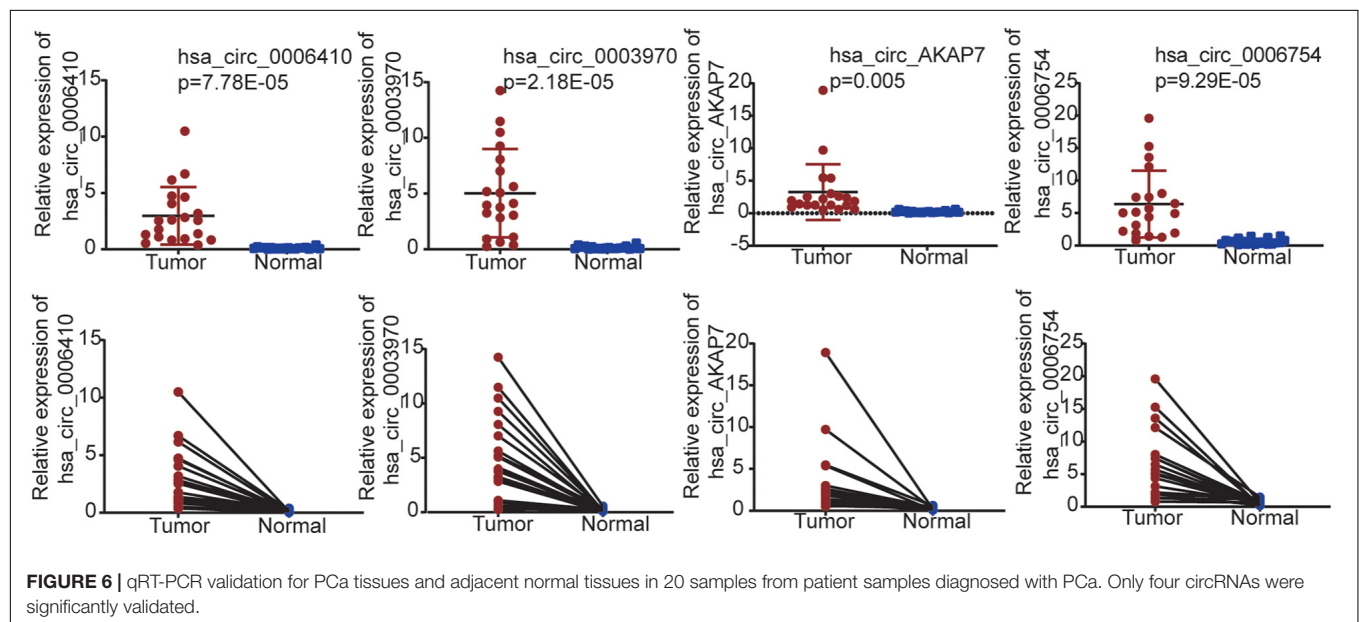 Relative expression of
hsa_circ_0006410
hsa_circ_0006410
p=7.78E-05
15
10
5
0
Tumor
Normal
Relative expression of
hsa_circ_0003970
hsa_circ_0003970
p=2.18E-05
15
10
5
0
Tumor
Normal
Relative expression of
hsa_circ_AKAP7
hsa_circ_AKAP7
p=0.005
20
15
10
5
0
-5
Tumor
Normal
Relative expression of
hsa_circ_0006754
hsa_circ_0006754
p=9.29E-05
25
20
15
10
5
0
Tumor
Normal
Relative expression of
hsa_circ_0006410
15
10
5
0
Tumor
Normal
Relative expression of
hsa_circ_0003970
15
10
5
0
Tumor
Normal
Relative expression of
hsa_circ_AKAP7
20
15
10
5
0
Tumor
Normal
Relative expression of
hsa_circ_0006754
25
20
15
10
5
0
Tumor
Normal
FIGURE 6 | qRT-PCR validation for PCa tissues and adjacent normal tissues in 20 samples from patient samples diagnosed with PCa. Only four circRNAs were
significantly validated.